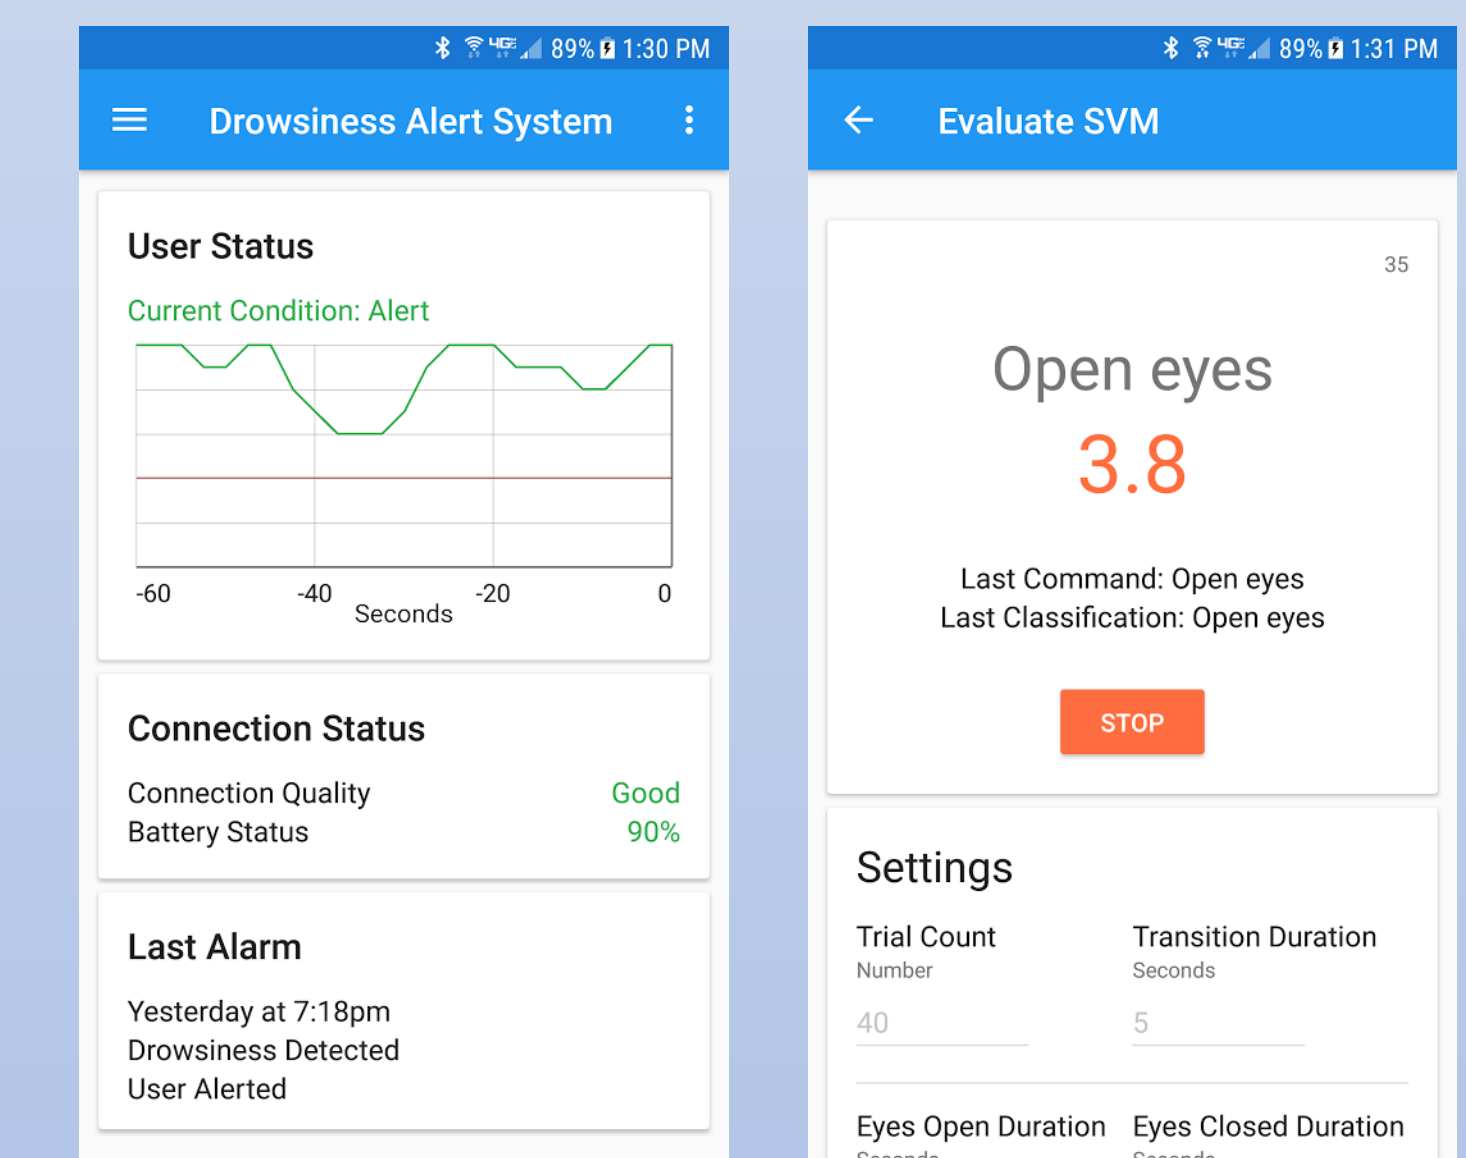 4GE 89% 1:30 PM
Drowsiness Alert System
User Status
Current Condition: Alert
-60 -40 -20 0
Seconds
Connection Status
Connection Quality Good
Battery Status 90%
Last Alarm
Yesterday at 7:18pm
Drowsiness Detected
User Alerted
89% 1:31 PM
Evaluate SVM
35
Open eyes
3.8
Last Command: Open eyes
Last Classification: Open eyes
STOP
Settings
Trial Count Transition Duration
Number Seconds
40 5
Eyes Open Duration Eyes Closed Duration
Seconds Seconds